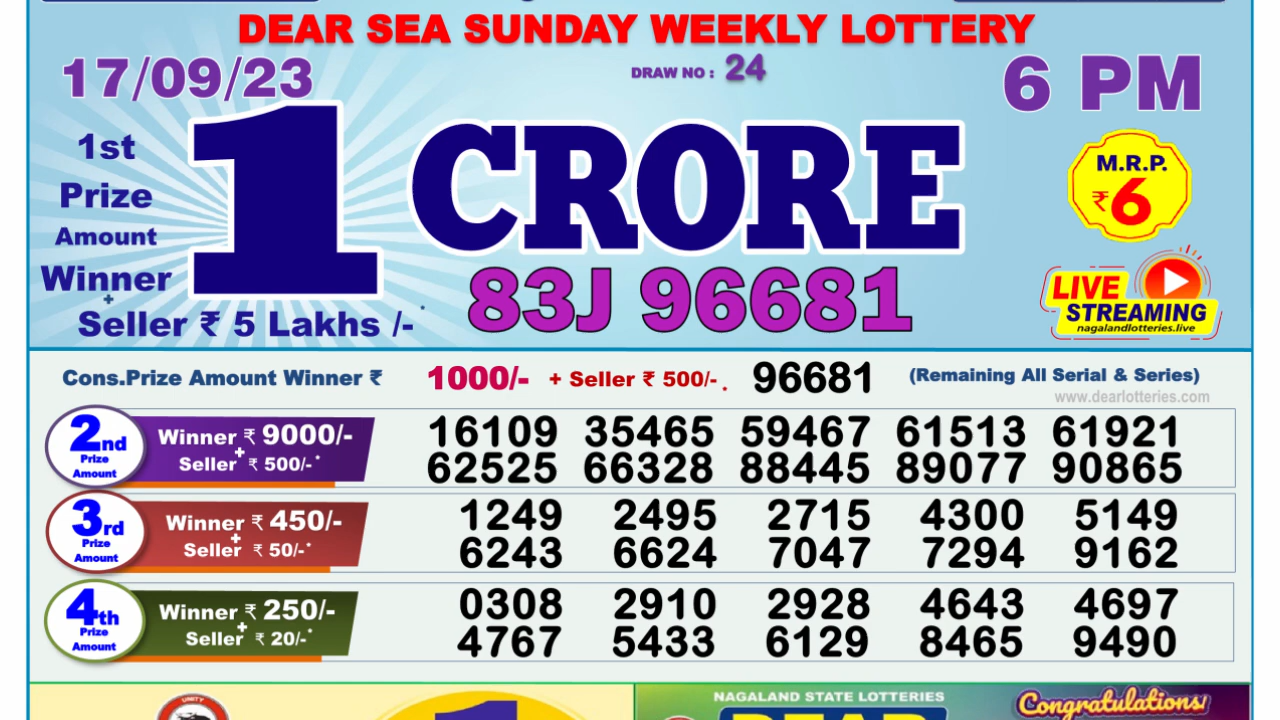 DEAR SEA SUNDAY WEEKLY LOTTERY
17/09/23
DRAW NO : 24
6 PM
1st
Prize
Amount
Winner
+
Seller ₹ 5 Lakhs /-
1 CRORE
83J 96681
M.R.P.
₹6
LIVE
STREAMING
nagalandlotteries.live
Cons.Prize Amount Winner ₹ 1000/- + Seller ₹ 500/- . 96681 (Remaining All Serial & Series)
www.dearlotteries.com
2nd
Prize
Amount
Winner ₹ 9000/-
+
Seller ₹ 500/-*
16109 35465 59467 61513 61921
62525 66328 88445 89077 90865
3rd
Prize
Amount
Winner ₹ 450/-
+
Seller ₹ 50/-*
1249 2495 2715 4300 5149
6243 6624 7047 7294 9162
4th
Prize
Amount
Winner ₹ 250/-
+
Seller ₹ 20/-*
0308 2910 2928 4643 4697
4767 5433 6129 8465 9490
UNITY
1
NAGALAND STATE LOTTERIES
DEAR
Congratulations!